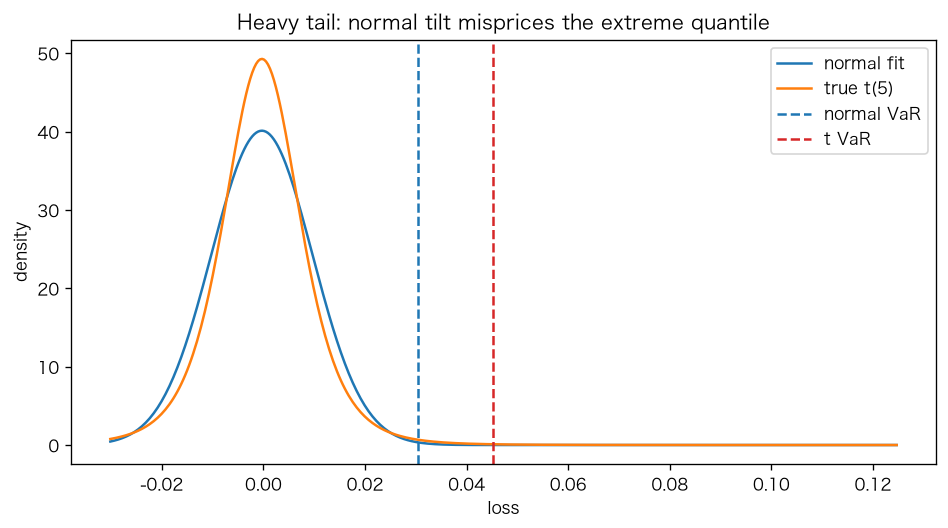 Heavy tail: normal tilt misprices the extreme quantile
normal fit
true t(5)
normal VaR
t VaR
density
50
40
30
20
10
0
-0.02 0.00 0.02 0.04 0.06 0.08 0.10 0.12
loss